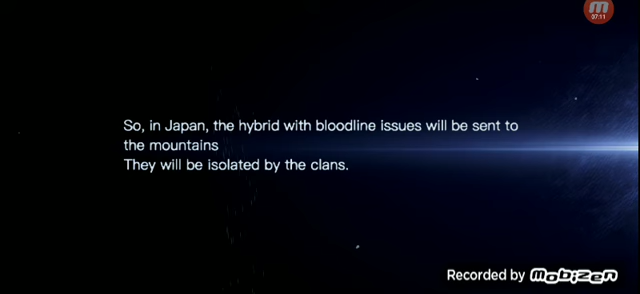 07:11
So, in Japan, the hybrid with bloodline issues will be sent to
the mountains
They will be isolated by the clans.
Recorded by Mobizen